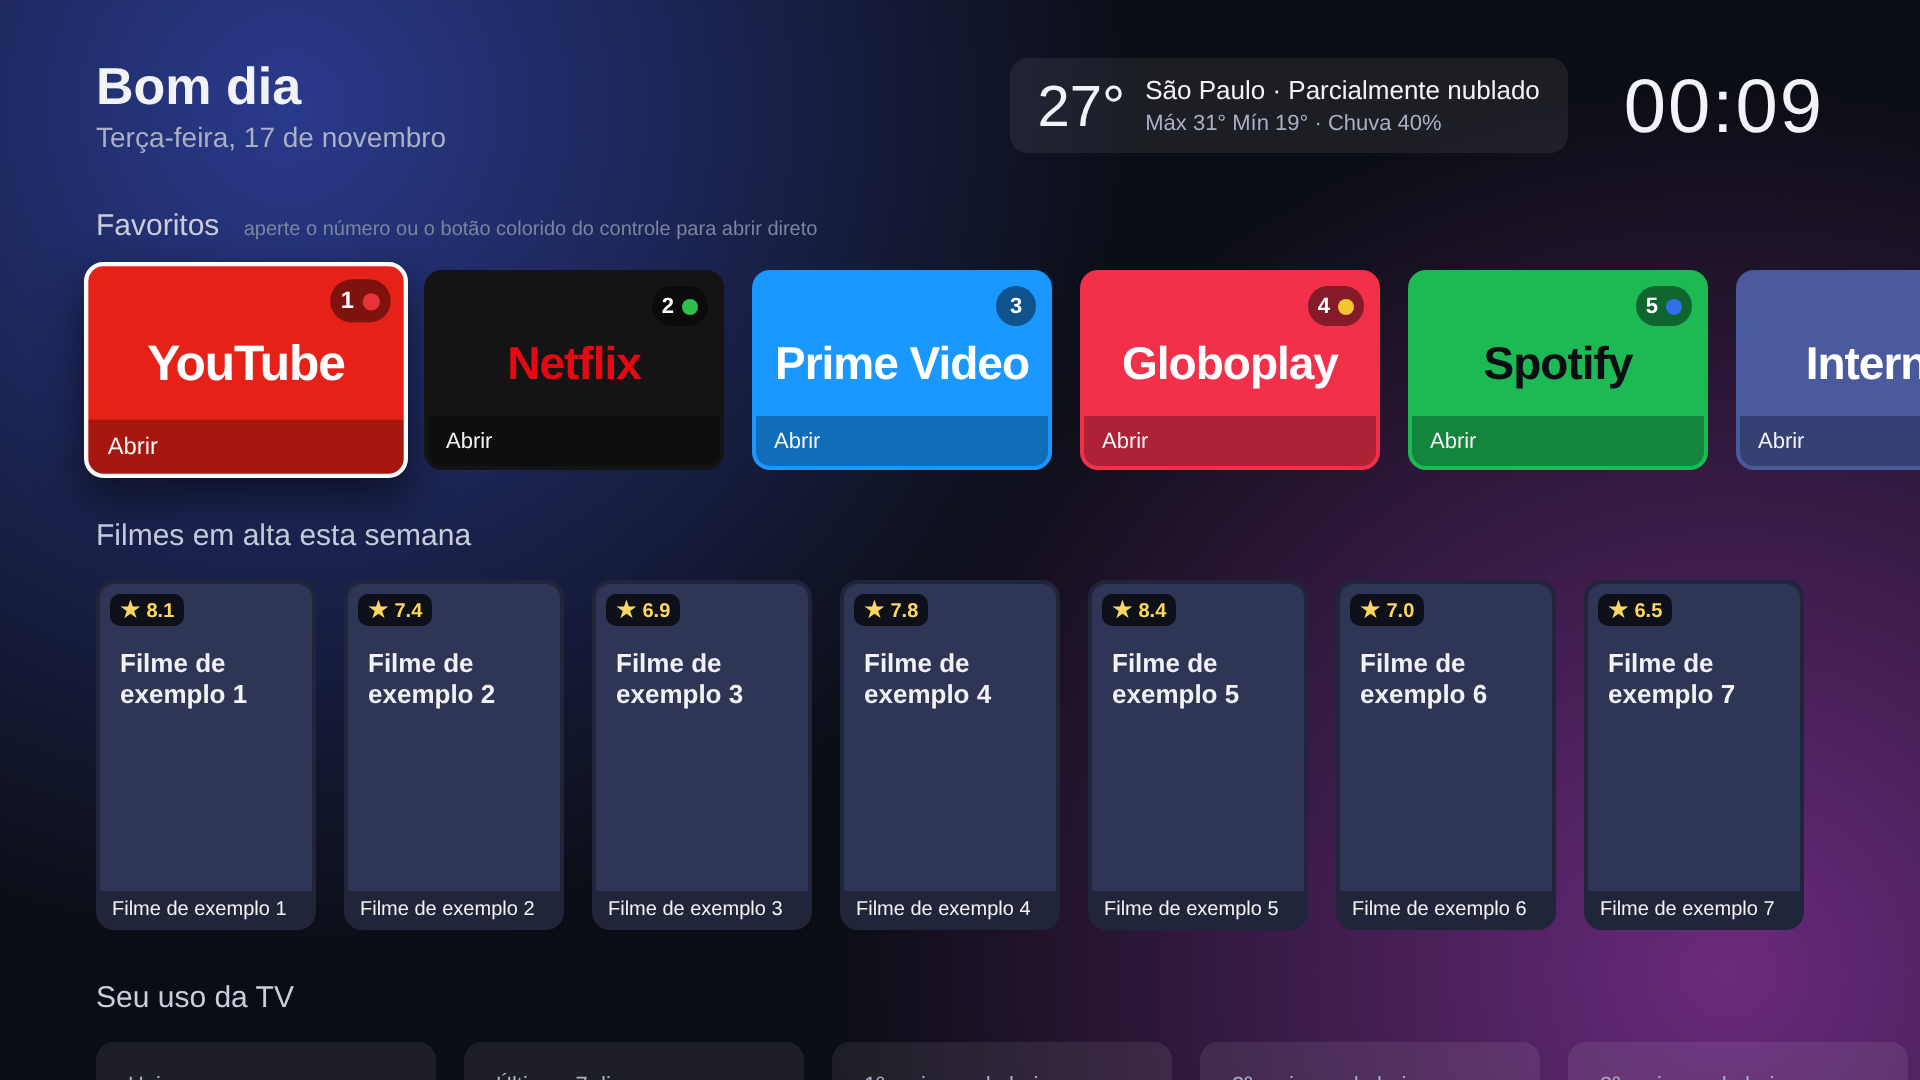 Bom dia
Terça-feira, 17 de novembro
27°
São Paulo · Parcialmente nublado
Máx 31° Mín 19° · Chuva 40%
00:09
Favoritos
aperte o número ou o botão colorido do controle para abrir direto
1
YouTube
Abrir
2
Netflix
Abrir
3
Prime Video
Abrir
4
Globoplay
Abrir
5
Spotify
Abrir
Abrir
Filmes em alta esta semana
★ 8.1
Filme de
exemplo 1
Filme de exemplo 1
★ 7.4
Filme de
exemplo 2
Filme de exemplo 2
★ 6.9
Filme de
exemplo 3
Filme de exemplo 3
★ 7.8
Filme de
exemplo 4
Filme de exemplo 4
★ 8.4
Filme de
exemplo 5
Filme de exemplo 5
★ 7.0
Filme de
exemplo 6
Filme de exemplo 6
★ 6.5
Filme de
exemplo 7
Filme de exemplo 7
Seu uso da TV